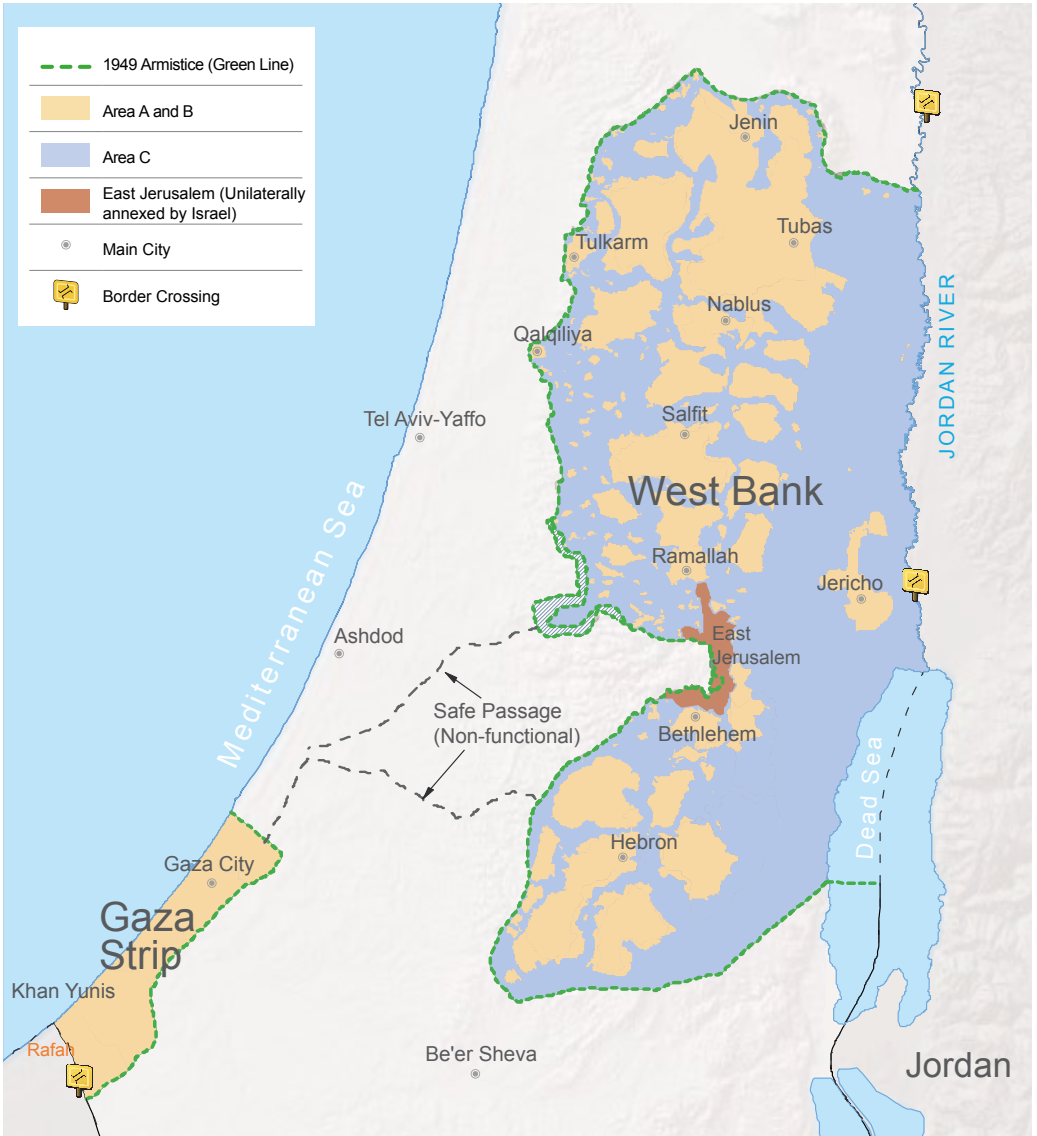 1949 Armistice (Green Line)
Area A and B
Area C
East Jerusalem (Unilaterally
annexed by Israel)
Main City
Border Crossing
Jenin
Tubas
Tulkarm
Nablus
Qalqiliya
JORDAN RIVER
Tel Aviv-Yaffo
Salfit
West Bank
Mediterranean Sea
Ramallah
Jericho
Ashdod
East
Jerusalem
Safe Passage
(Non-functional)
Bethlehem
Dead Sea
Hebron
Gaza City
Gaza
Strip
Khan Yunis
Rafah
Be'er Sheva
Jordan